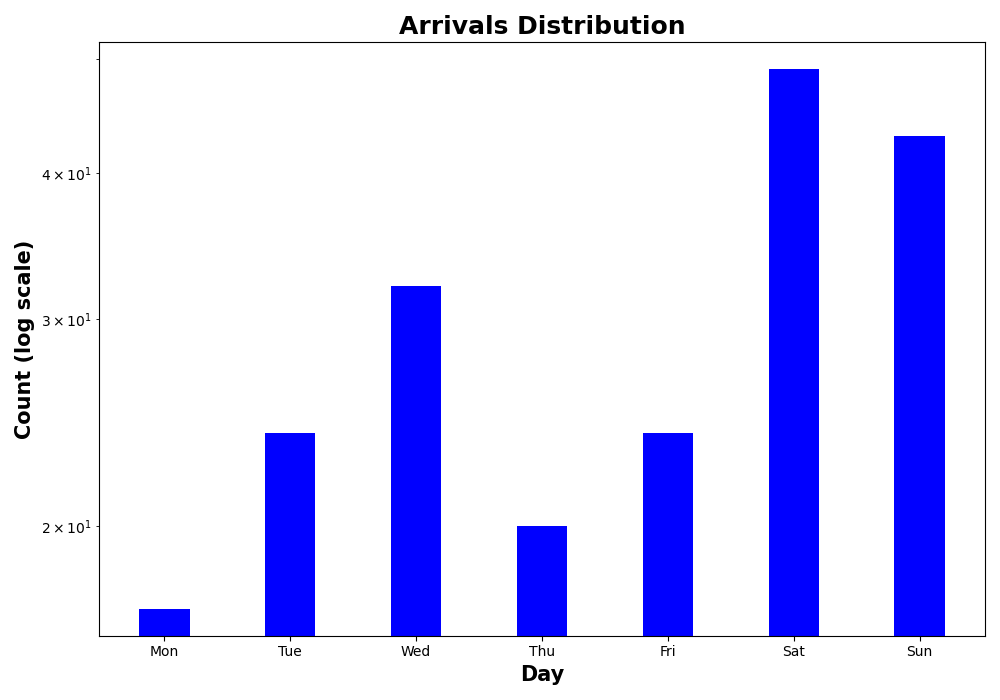 Arrivals Distribution
Count (log scale)
4 × 10¹
3 × 10¹
2 × 10¹
Mon Tue Wed Thu Fri Sat Sun
Day